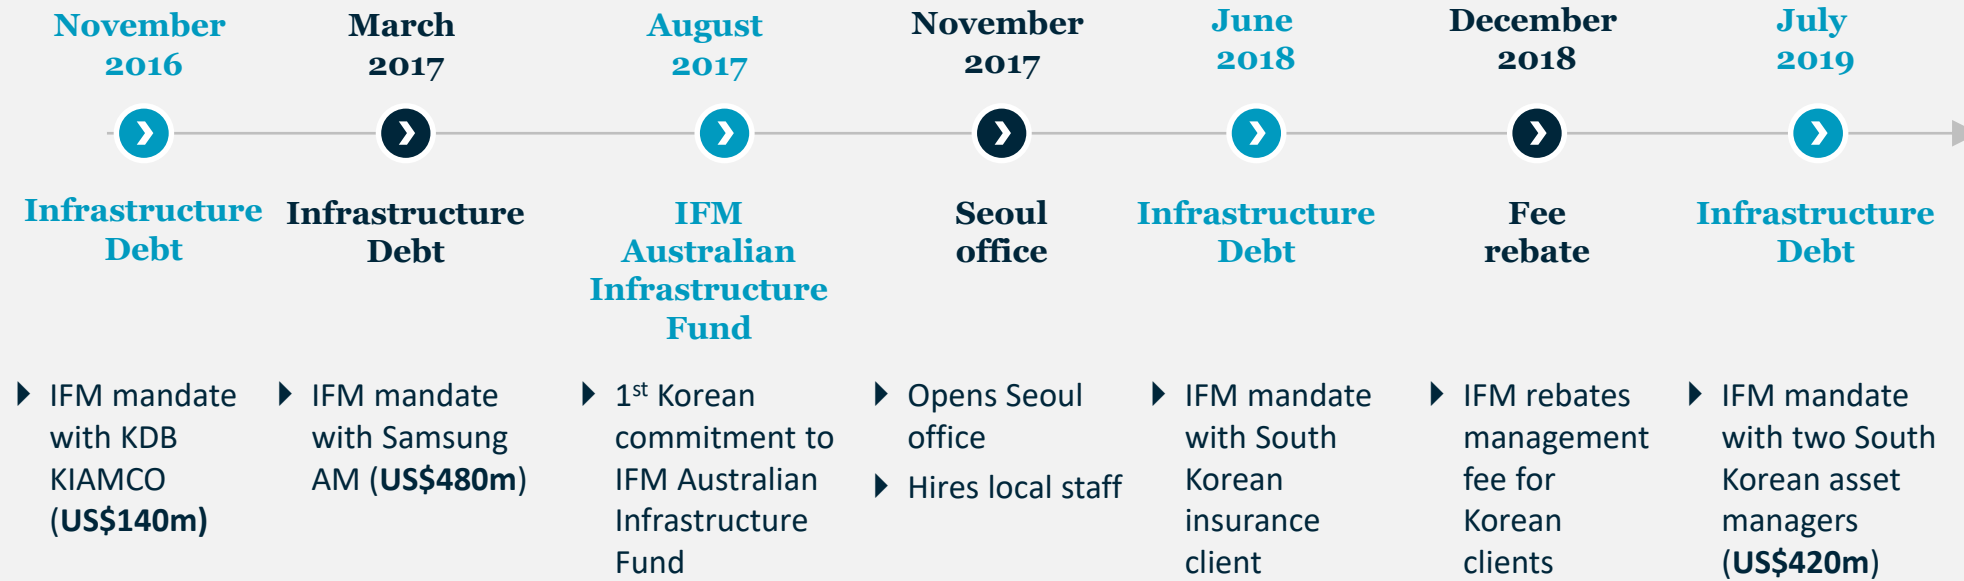 November
2016
March
2017
August
2017
November
2017
June
2018
December
2018
July
2019
Infrastructure
Debt
Infrastructure
Debt
IFM
Australian
Infrastructure
Fund
Seoul
office
Infrastructure
Debt
Fee
rebate
Infrastructure
Debt
IFM mandate
with KDB
KIAMCO
(US$140m)
IFM mandate
with Samsung
AM (US$480m)
1st Korean
commitment to
IFM Australian
Infrastructure
Fund
Opens Seoul
office
Hires local staff
IFM mandate
with South
Korean
insurance
client
IFM rebates
management
fee for
Korean
clients
IFM mandate
with two South
Korean asset
managers
(US$420m)